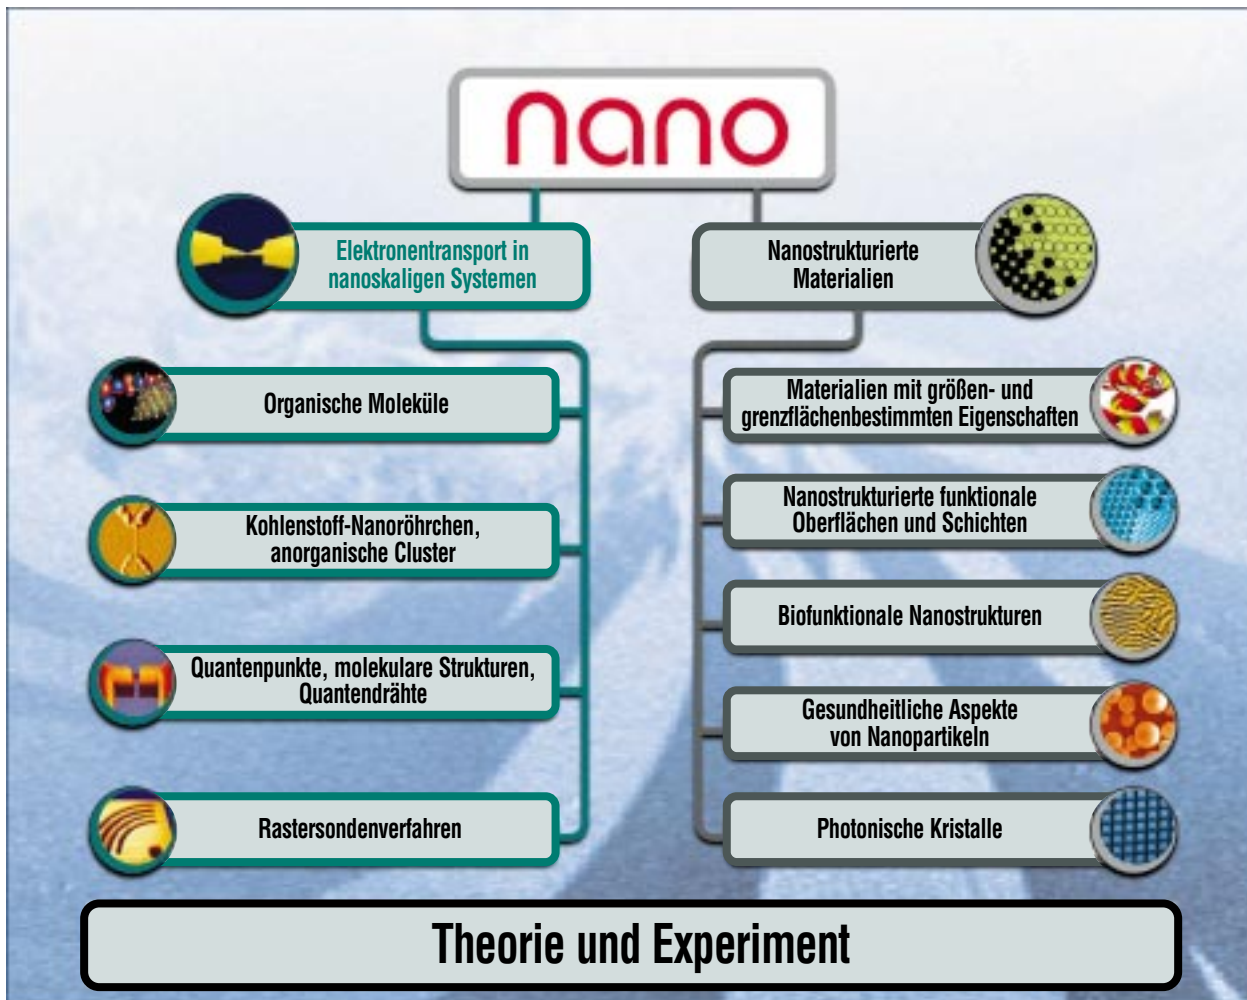 nano
Elektronentransport in
nanoskaligen Systemen
Organische Moleküle
Kohlenstoff-Nanoröhrchen,
anorganische Cluster
Quantenpunkte, molekulare Strukturen,
Quantendrähte
Rastersondenverfahren
Nanostrukturierte
Materialien
Materialien mit größen- und
grenzflächenbestimmten Eigenschaften
Nanostrukturierte funktionale
Oberflächen und Schichten
Biofunktionale Nanostrukturen
Gesundheitliche Aspekte
von Nanopartikeln
Photonische Kristalle
Theorie und Experiment